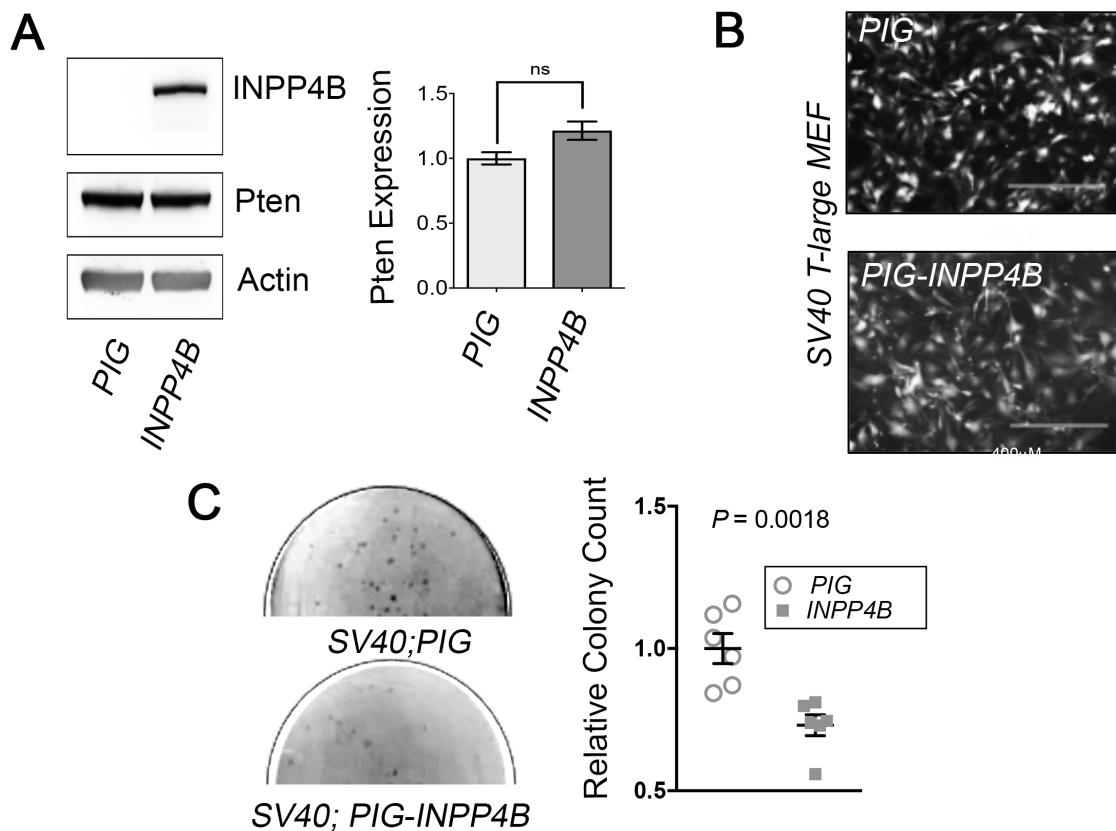 A
INPP4B
Pten
Actin
PIG
INPP4B
Pten Expression
ns
1.5
1.0
0.5
0.0
PIG
INPP4B
B
SV40 T-large MEF
PIG
PIG-INPP4B
C
SV40;PIG
SV40; PIG-INPP4B
Relative Colony Count
1.5
1.0
0.5
P = 0.0018
PIG
INPP4B